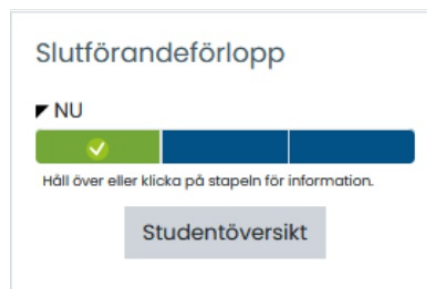 Slutförandeförlopp
NU
Håll över eller klicka på stapeln för information.
Studentöversikt